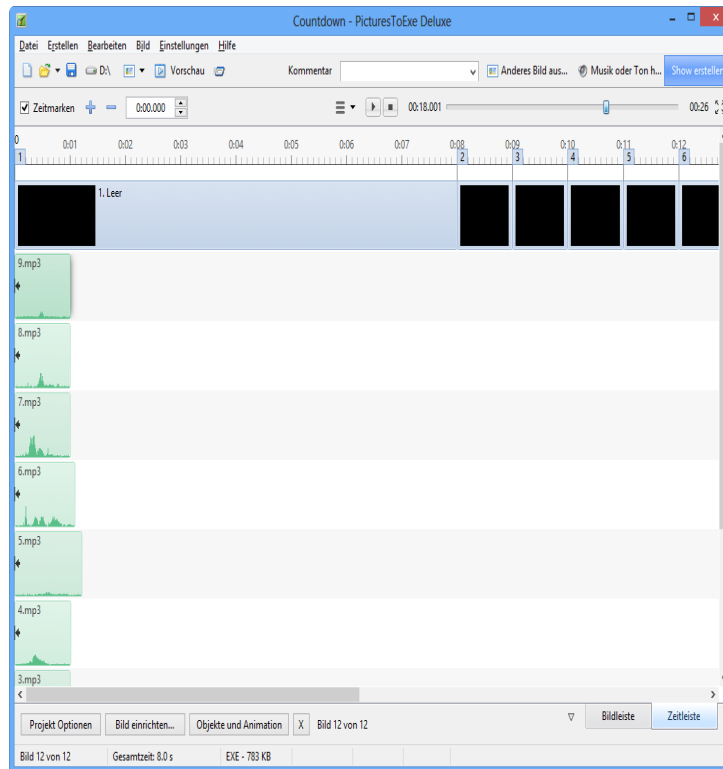 Countdown - PicturesToExe Deluxe
Datei Erstellen Bearbeiten Bild Einstellungen Hilfe
D:\ Vorschau Kommentar Anderes Bild aus... Musik oder Ton h... Show erstellen
Zeitmarken 0:00.000 00:18.001 00:26
0 0:01 0:02 0:03 0:04 0:05 0:06 0:07 0:08 0:09 0:10 0:11 0:12
1 2 3 4 5 6
1. Leer
9.mp3
8.mp3
7.mp3
6.mp3
5.mp3
4.mp3
3.mp3
Projekt Optionen Bild einrichten... Objekte und Animation X Bild 12 von 12 Bildleiste Zeitleiste
Bild 12 von 12 Gesamtzeit: 8.0 s EXE - 783 KB